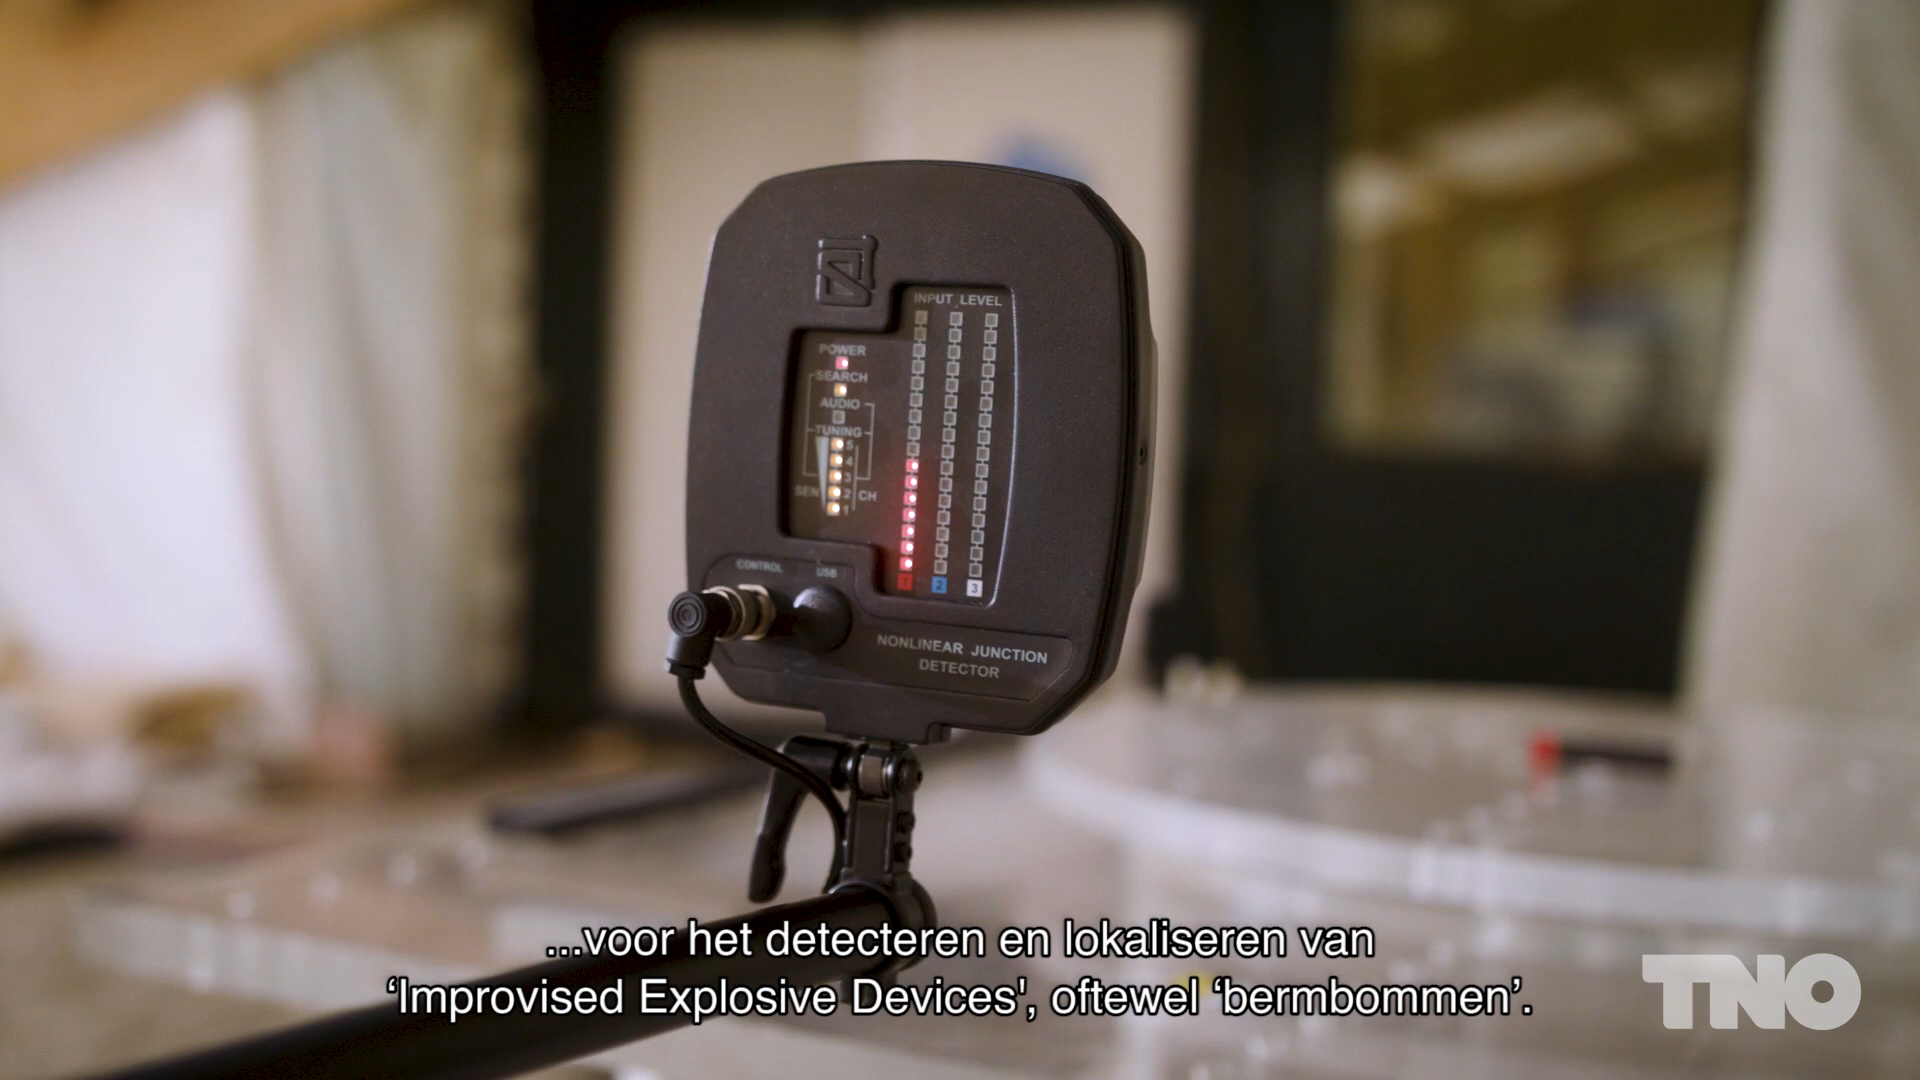 INPUT LEVEL
POWER
SEARCH
AUDIO
TUNING
5
4
3
SEN 2 CH
1
1 2 3
CONTROL USB
NONLINEAR JUNCTION
DETECTOR
...voor het detecteren en lokaliseren van
‘Improvised Explosive Devices', oftewel ‘bermbommen’.
TNO